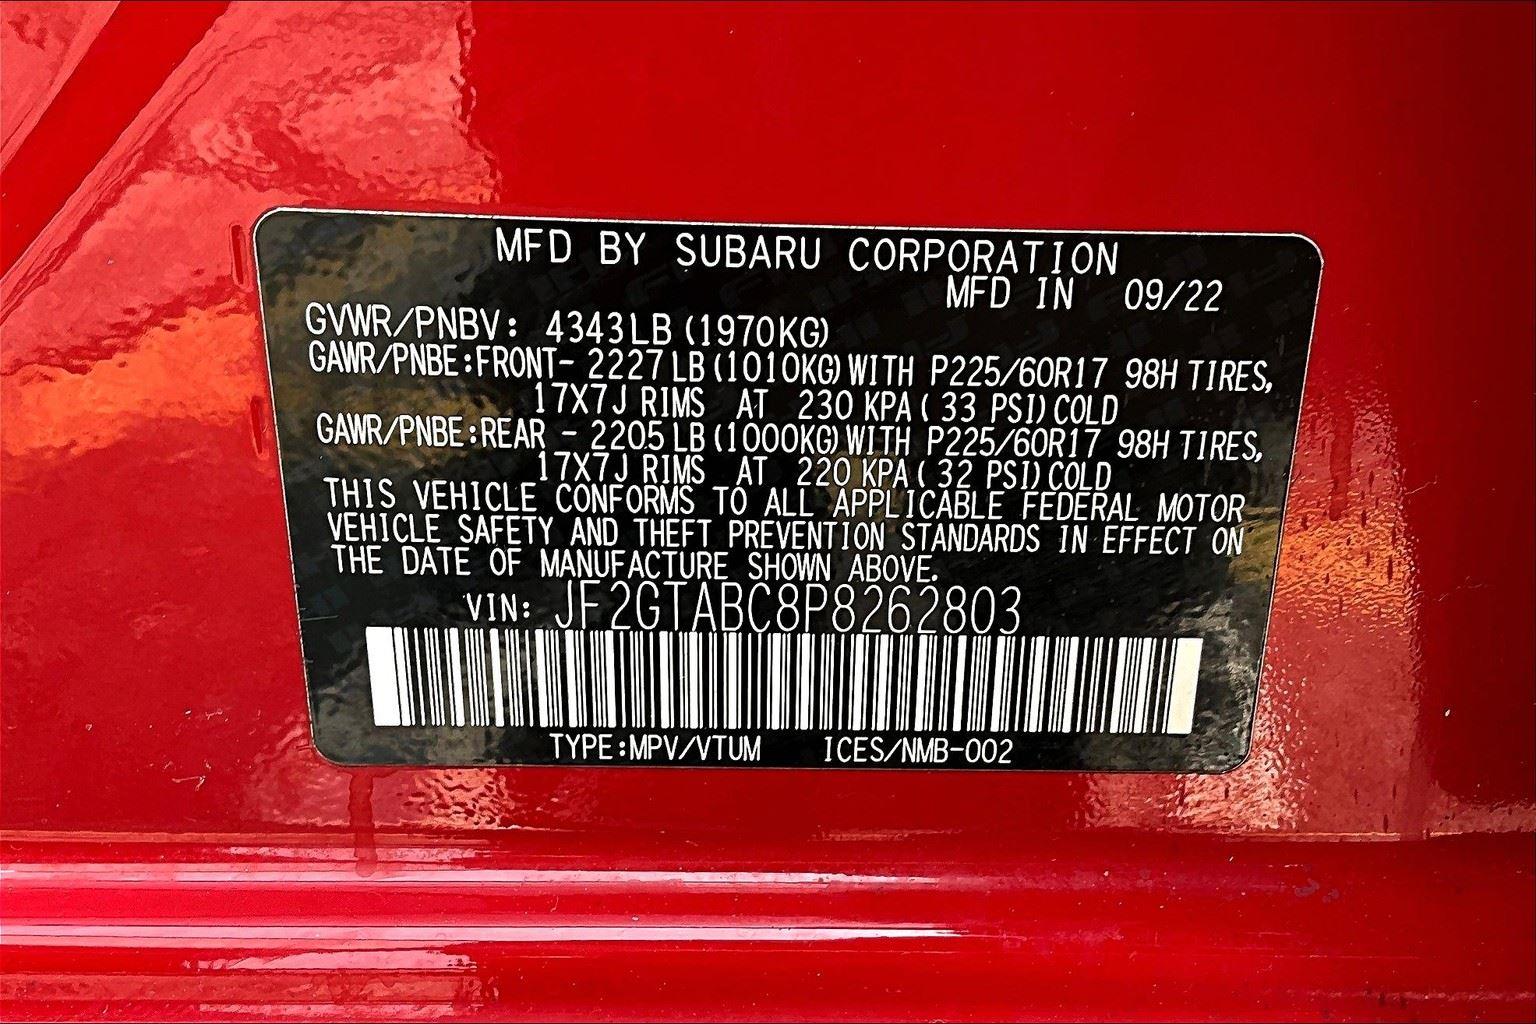 MFD BY SUBARU CORPORATION
MFD IN 09/22
GVWR/PNBV: 4343LB (1970KG)
GAWR/PNBE:FRONT- 2227LB (1010KG) WITH P225/60R17 98H TIRES,
17X7J RIMS AT 230 KPA ( 33 PSI) COLD
GAWR/PNBE:REAR - 2205LB (1000KG) WITH P225/60R17 98H TIRES,
17X7J RIMS AT 220 KPA ( 32 PSI) COLD
THIS VEHICLE CONFORMS TO ALL APPLICABLE FEDERAL MOTOR
VEHICLE SAFETY AND THEFT PREVENTION STANDARDS IN EFFECT ON
THE DATE OF MANUFACTURE SHOWN ABOVE.
VIN: JF2GTABC8P8262803
TYPE:MPV/VTUM ICES/NMB-002